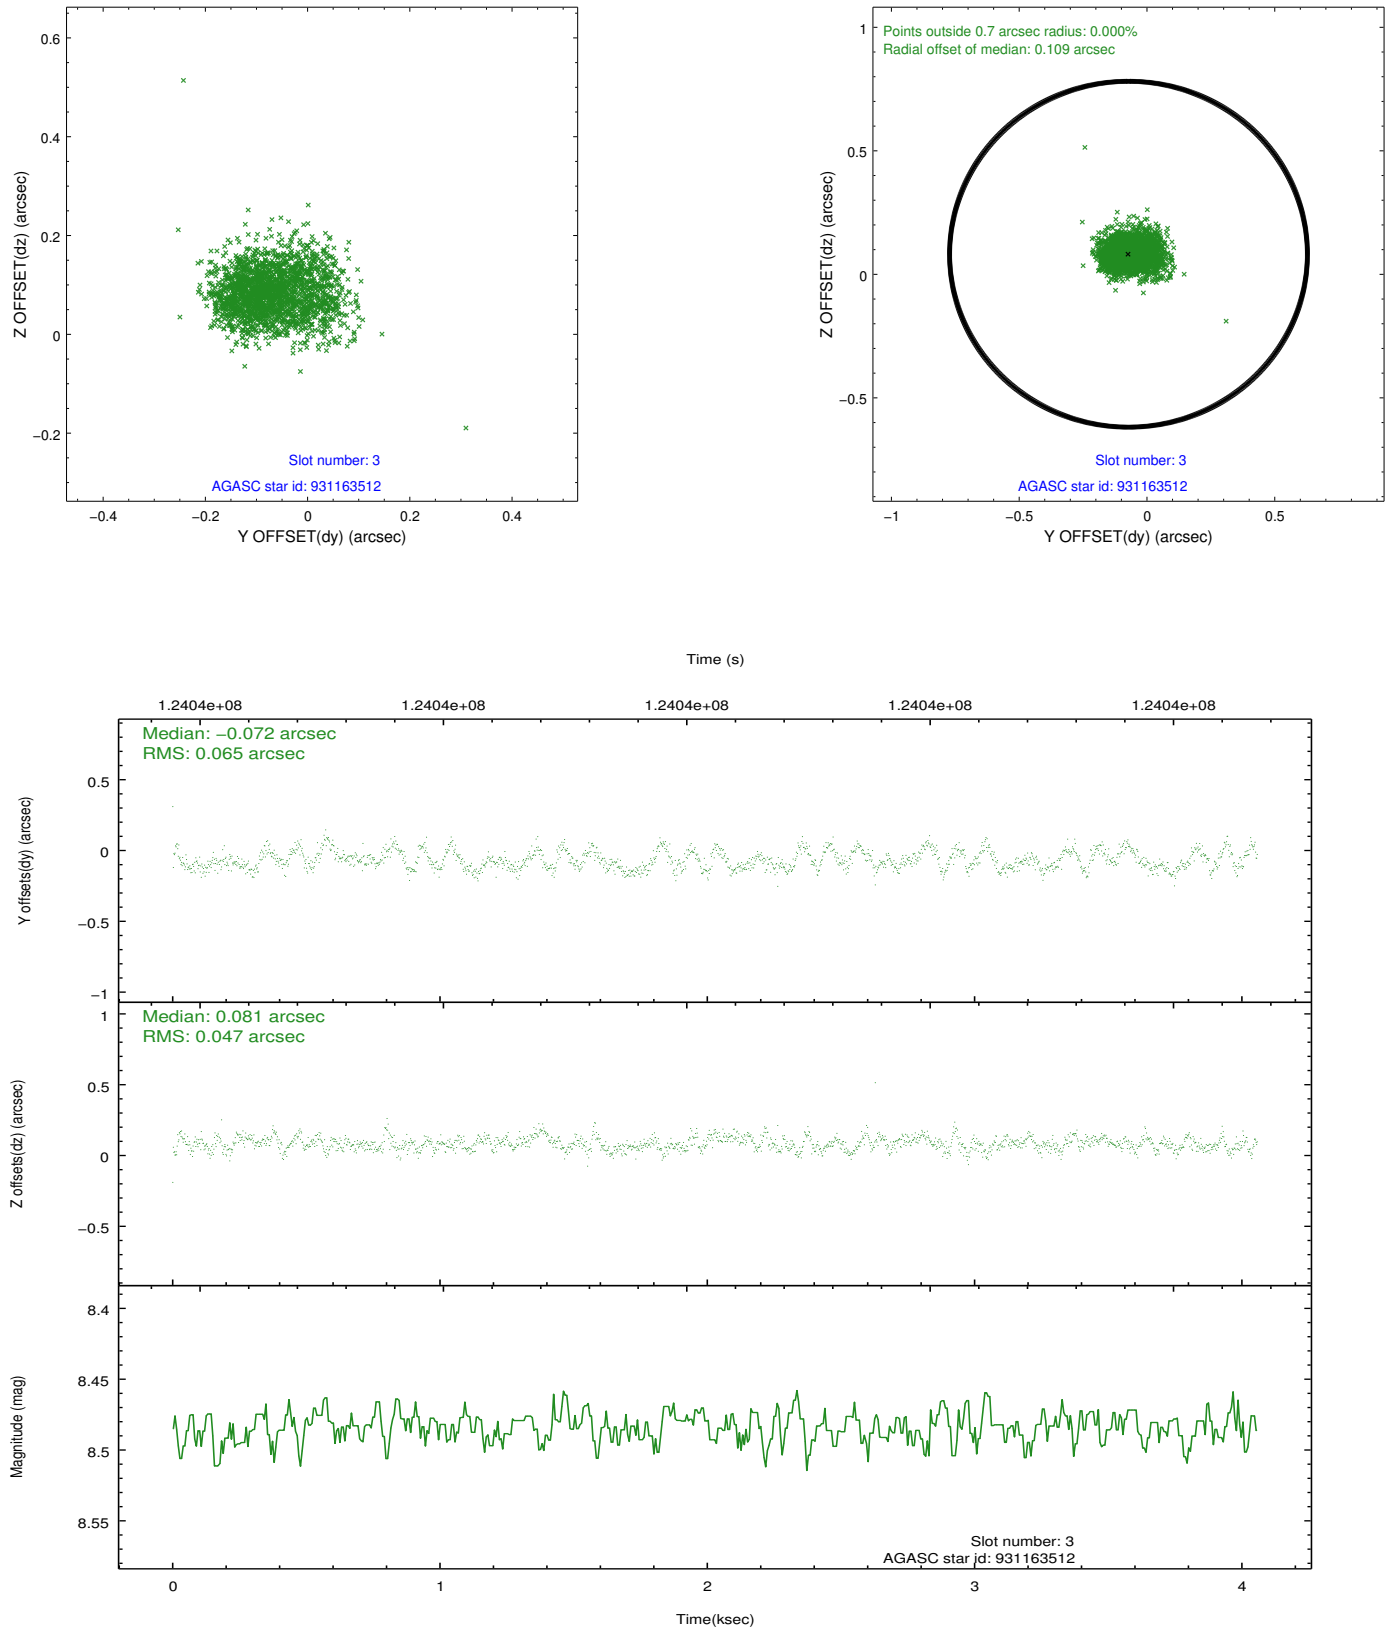 0.6
0.4
0.2
0
−0.2
Z OFFSET(dz) (arcsec)
Slot number: 3
AGASC star id: 931163512
−0.4
−0.2
0
0.2
0.4
Y OFFSET(dy) (arcsec)
Points outside 0.7 arcsec radius: 0.000%
Radial offset of median: 0.109 arcsec
1
0.5
0
−0.5
Z OFFSET(dz) (arcsec)
Slot number: 3
AGASC star id: 931163512
−1
−0.5
0
0.5
Y OFFSET(dy) (arcsec)
Time (s)
1.2404e+08
1.2404e+08
1.2404e+08
1.2404e+08
1.2404e+08
Median: −0.072 arcsec
RMS: 0.065 arcsec
0.5
0
−0.5
−1
Y offsets(dy) (arcsec)
Median: 0.081 arcsec
RMS: 0.047 arcsec
1
0.5
0
−0.5
Z offsets(dz) (arcsec)
8.4
8.45
8.5
8.55
Magnitude (mag)
Slot number: 3
AGASC star id: 931163512
0
1
2
3
4
Time(ksec)